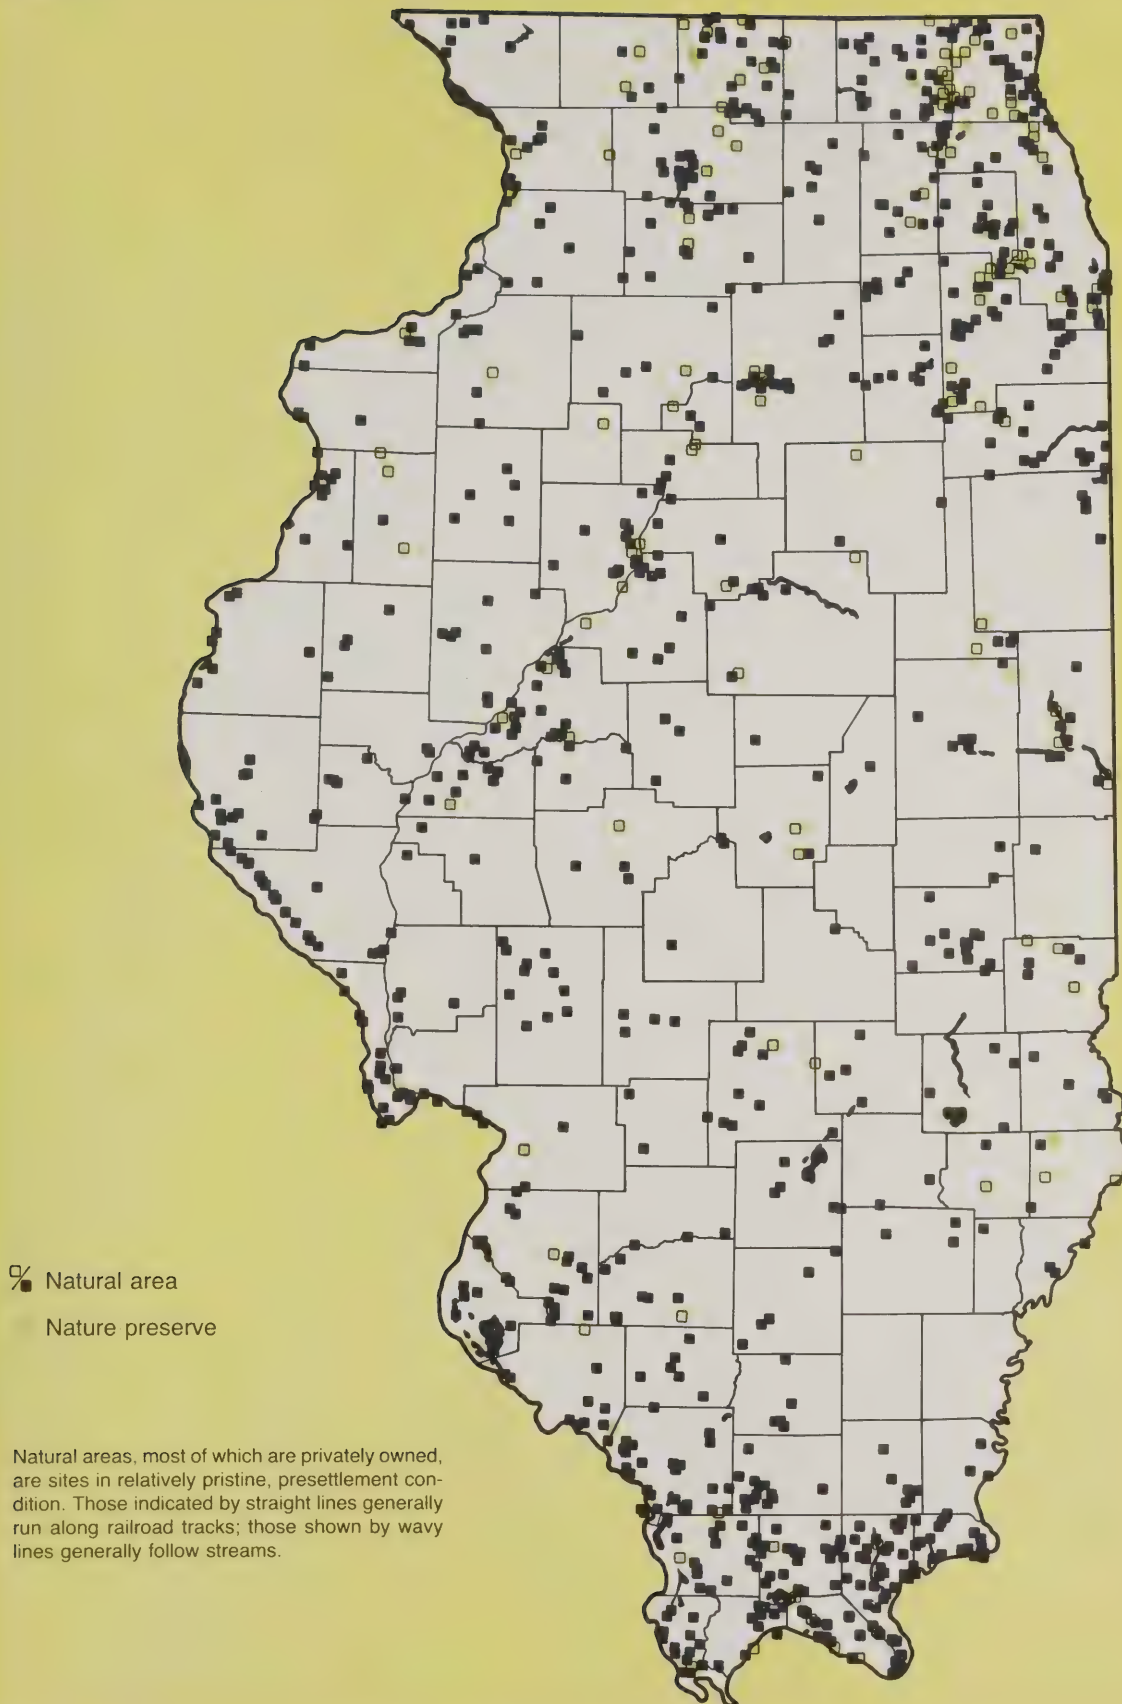 Natural area
Nature preserve
Natural areas, most of which are privately owned,
are sites in relatively pristine, presettlement con-
dition. Those indicated by straight lines generally
run along railroad tracks; those shown by wavy
lines generally follow streams.